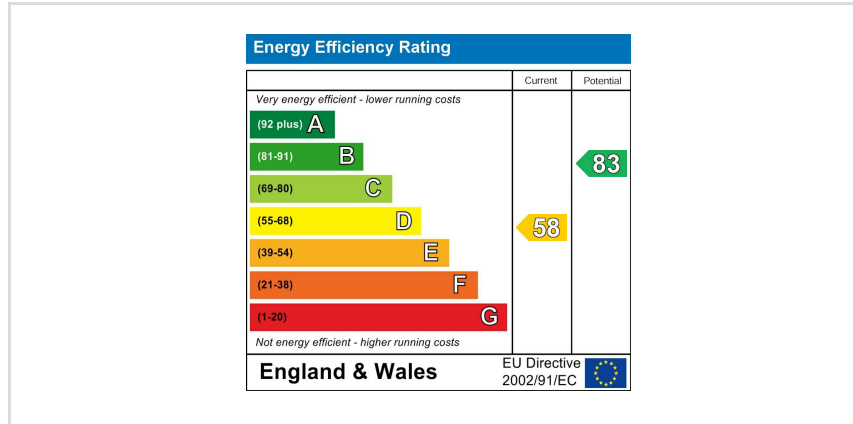 Energy Efficiency Rating
Current Potential
Very energy efficient - lower running costs
(92 plus) A
(81-91) B
83
(69-80) C
(55-68) D
58
(39-54) E
(21-38) F
(1-20) G
Not energy efficient - higher running costs
England & Wales
EU Directive
2002/91/EC